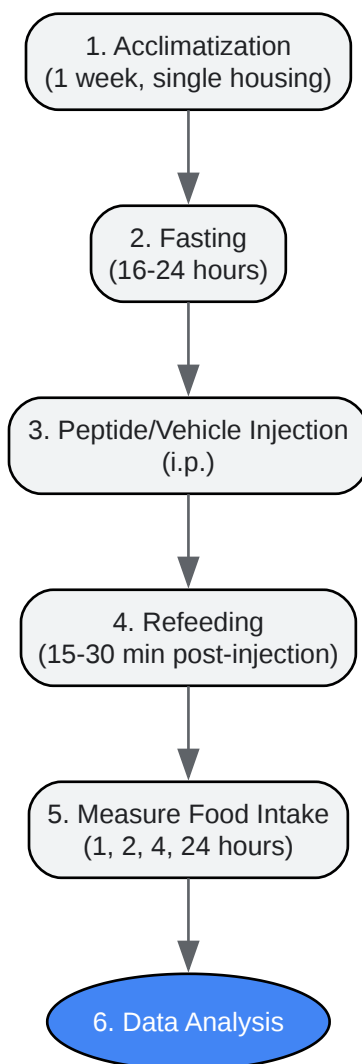 1. Acclimatization
(1 week, single housing)
2. Fasting
(16-24 hours)
3. Peptide/Vehicle Injection
(i.p.)
4. Refeeding
(15-30 min post-injection)
5. Measure Food Intake
(1, 2, 4, 24 hours)
6. Data Analysis